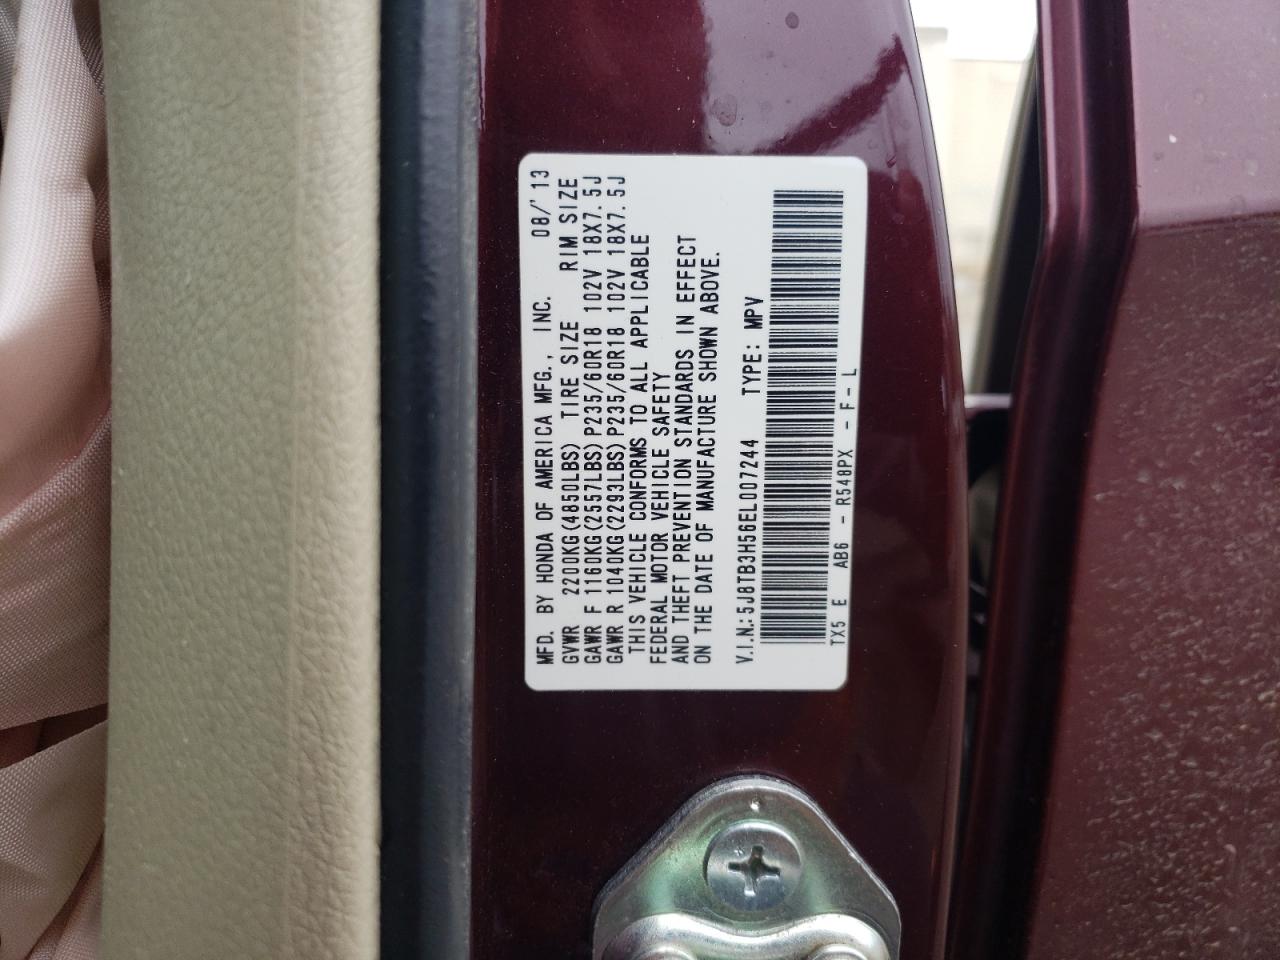 MFD. BY HONDA OF AMERICA MFG., INC. 08/'13
GVWR 2200KG(4850LBS) TIRE SIZE RIM SIZE
GAWR F 1160KG(2557LBS) P235/60R18 102V 18X7.5J
GAWR R 1040KG(2293LBS) P235/60R18 102V 18X7.5J
THIS VEHICLE CONFORMS TO ALL APPLICABLE
FEDERAL MOTOR VEHICLE SAFETY
AND THEFT PREVENTION STANDARDS IN EFFECT
ON THE DATE OF MANUFACTURE SHOWN ABOVE.
V.I.N.: 5J8TB3H56EL007244 TYPE: MPV
TX5 E AB6 - R548PX - F - L